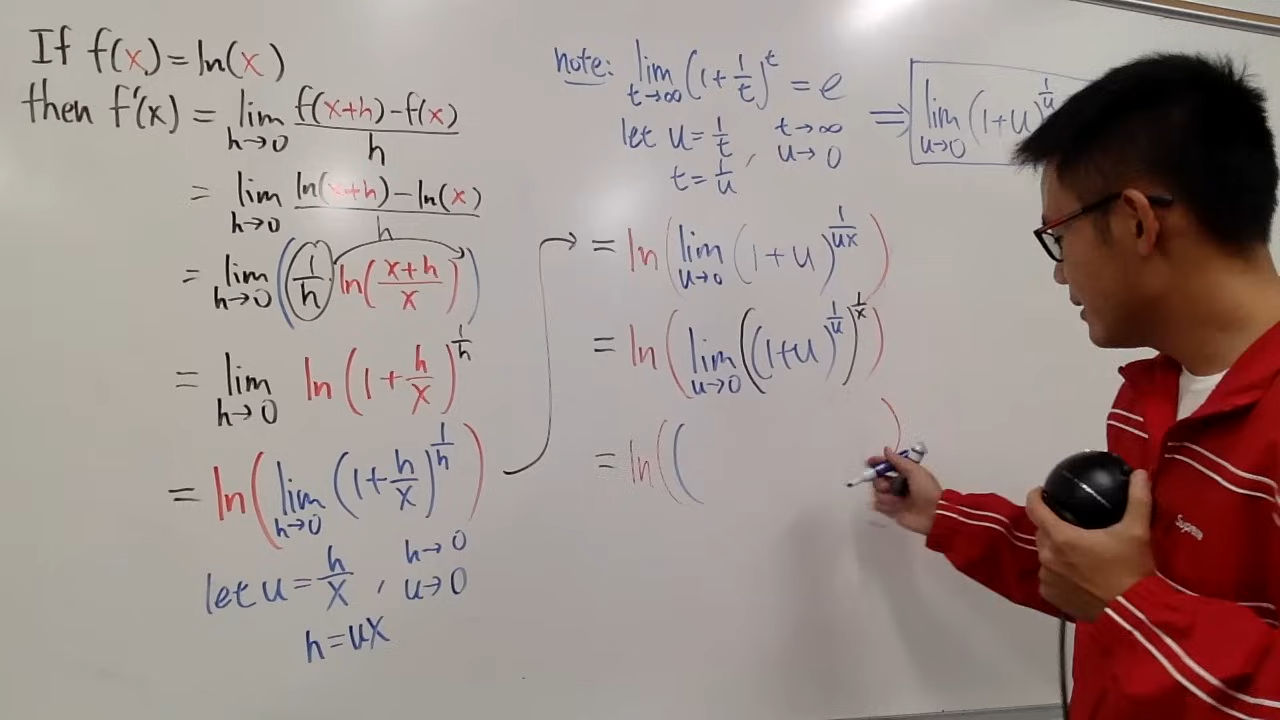 If f(x) = ln(x)
then f'(x) = lim h→0 f(x+h) – f(x) / h
= lim h→0 ln(x+h) – ln(x) / h
= lim h→0 (1/h ln(x+h/x))
= lim h→0 ln(1 + h/x)^1/h
= ln(lim h→0 (1 + h/x)^1/h)
let u = h/x , h→0
u→0
h = ux
note: lim t→∞ (1 + 1/t)^t = e
let u = 1/t , t→∞
u→0
t = 1/u
⇒ lim u→0 (1+u)^1/u
= ln(lim u→0 (1+u)^1/ux)
= ln(lim u→0 ((1+u)^1/u)^1/x)
= ln(( )
Supreme